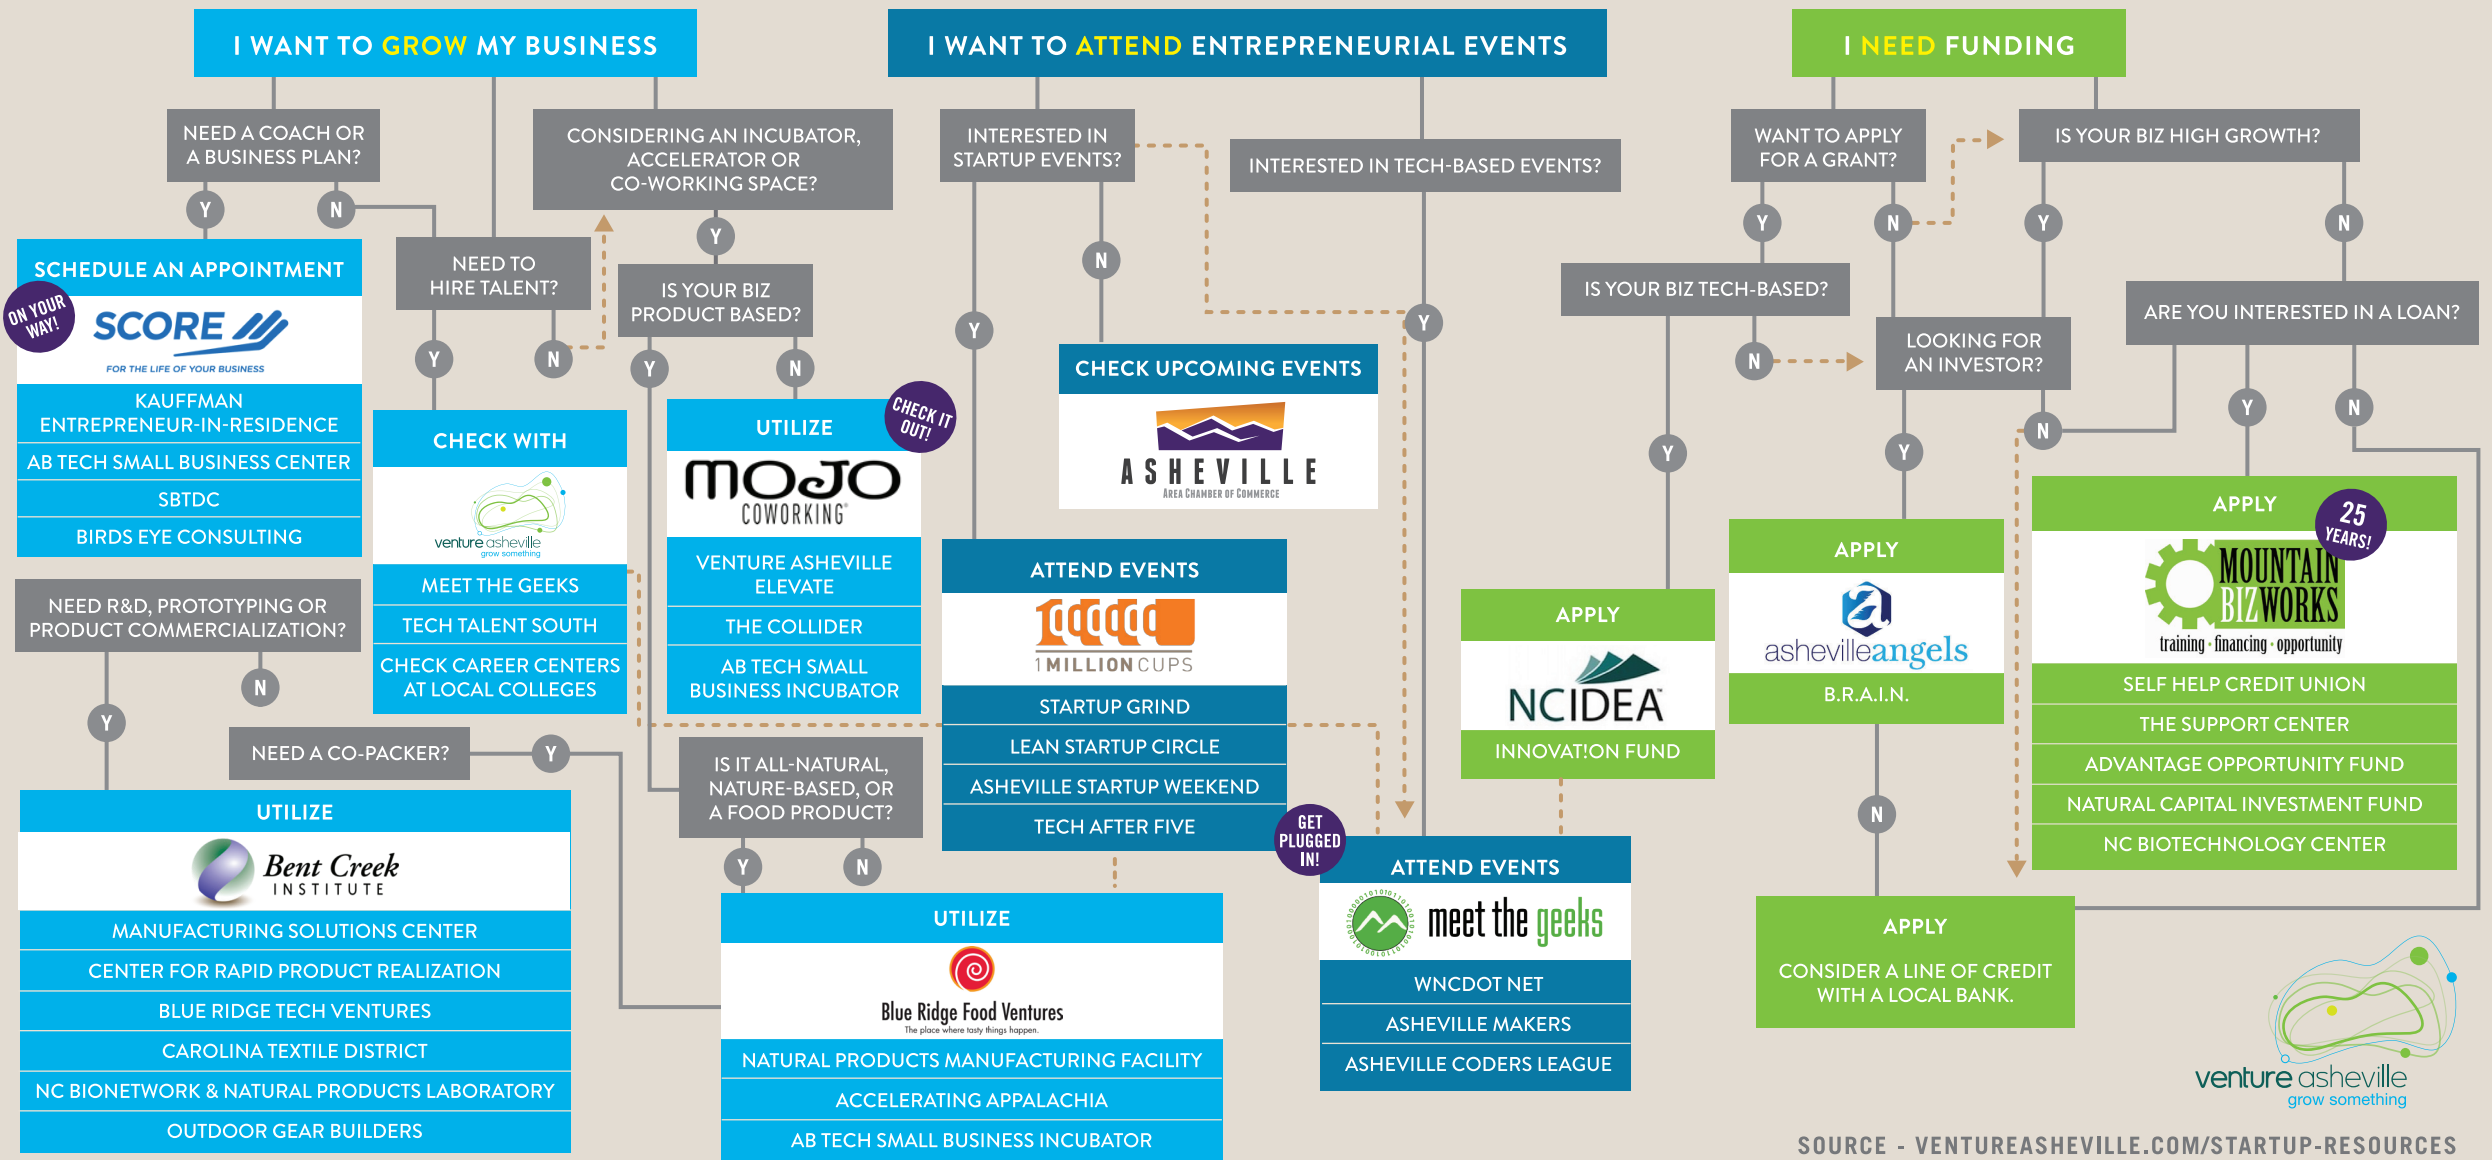 I WANT TO GROW MY BUSINESS
NEED A COACH OR
A BUSINESS PLAN?
Y
N
CONSIDERING AN INCUBATOR,
ACCELERATOR OR
CO-WORKING SPACE?
Y
SCHEDULE AN APPOINTMENT
ON YOUR
WAY!
SCORE
FOR THE LIFE OF YOUR BUSINESS
KAUFFMAN
ENTREPRENEUR-IN-RESIDENCE
AB TECH SMALL BUSINESS CENTER
SBTDC
BIRDS EYE CONSULTING
NEED TO
HIRE TALENT?
Y
N
CHECK WITH
venture asheville
grow something
MEET THE GEEKS
TECH TALENT SOUTH
CHECK CAREER CENTERS
AT LOCAL COLLEGES
IS YOUR BIZ
PRODUCT BASED?
Y
N
UTILIZE
CHECK IT
OUT!
MOJO
COWORKING®
VENTURE ASHEVILLE
ELEVATE
THE COLLIDER
AB TECH SMALL
BUSINESS INCUBATOR
NEED R&D, PROTOTYPING OR
PRODUCT COMMERCIALIZATION?
Y
N
NEED A CO-PACKER?
Y
UTILIZE
Bent Creek
INSTITUTE
MANUFACTURING SOLUTIONS CENTER
CENTER FOR RAPID PRODUCT REALIZATION
BLUE RIDGE TECH VENTURES
CAROLINA TEXTILE DISTRICT
NC BIONETWORK & NATURAL PRODUCTS LABORATORY
OUTDOOR GEAR BUILDERS
IS IT ALL-NATURAL,
NATURE-BASED, OR
A FOOD PRODUCT?
Y
N
UTILIZE
Blue Ridge Food Ventures
The place where tasty things happen.
NATURAL PRODUCTS MANUFACTURING FACILITY
ACCELERATING APPALACHIA
AB TECH SMALL BUSINESS INCUBATOR
I WANT TO ATTEND ENTREPRENEURIAL EVENTS
INTERESTED IN
STARTUP EVENTS?
Y
N
INTERESTED IN TECH-BASED EVENTS?
Y
CHECK UPCOMING EVENTS
ASHEVILLE
AREA CHAMBER OF COMMERCE
ATTEND EVENTS
1 MILLION CUPS
STARTUP GRIND
LEAN STARTUP CIRCLE
ASHEVILLE STARTUP WEEKEND
TECH AFTER FIVE
GET
PLUGGED
IN!
ATTEND EVENTS
meet the geeks
WNCDOT NET
ASHEVILLE MAKERS
ASHEVILLE CODERS LEAGUE
I NEED FUNDING
WANT TO APPLY
FOR A GRANT?
Y
N
IS YOUR BIZ HIGH GROWTH?
Y
N
IS YOUR BIZ TECH-BASED?
Y
N
LOOKING FOR
AN INVESTOR?
Y
N
ARE YOU INTERESTED IN A LOAN?
Y
N
APPLY
NCIDEA™
INNOVAT!ON FUND
APPLY
ashevilleangels
B.R.A.I.N.
N
APPLY
25
YEARS!
MOUNTAIN
BIZWORKS
training · financing · opportunity
SELF HELP CREDIT UNION
THE SUPPORT CENTER
ADVANTAGE OPPORTUNITY FUND
NATURAL CAPITAL INVESTMENT FUND
NC BIOTECHNOLOGY CENTER
APPLY
CONSIDER A LINE OF CREDIT
WITH A LOCAL BANK.
venture asheville
grow something
SOURCE - VENTUREASHEVILLE.COM/STARTUP-RESOURCES